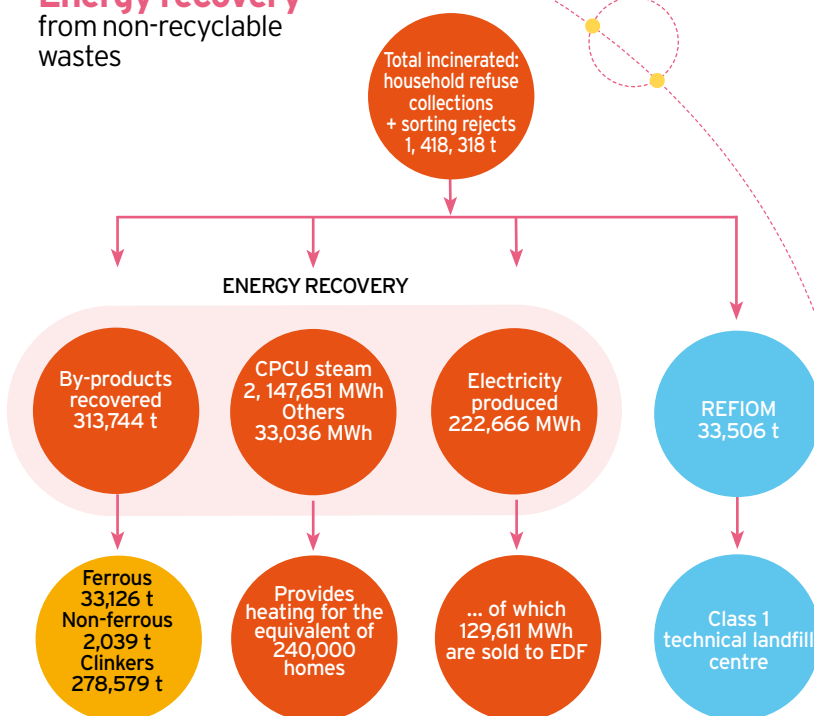 Energy recovery
from non-recyclable
wastes
Total incinerated:
household refuse
collections
+ sorting rejects
1, 418, 318 t
ENERGY RECOVERY
By-products
recovered
313,744 t
CPCU steam
2, 147,651 MWh
Others
33,036 MWh
Electricity
produced
222,666 MWh
REFIOM
33,506 t
Ferrous
33,126 t
Non-ferrous
2,039 t
Clinkers
278,579 t
Provides
heating for the
equivalent of
240,000
homes
... of which
129,611 MWh
are sold to EDF
Class 1
technical landfill
centre